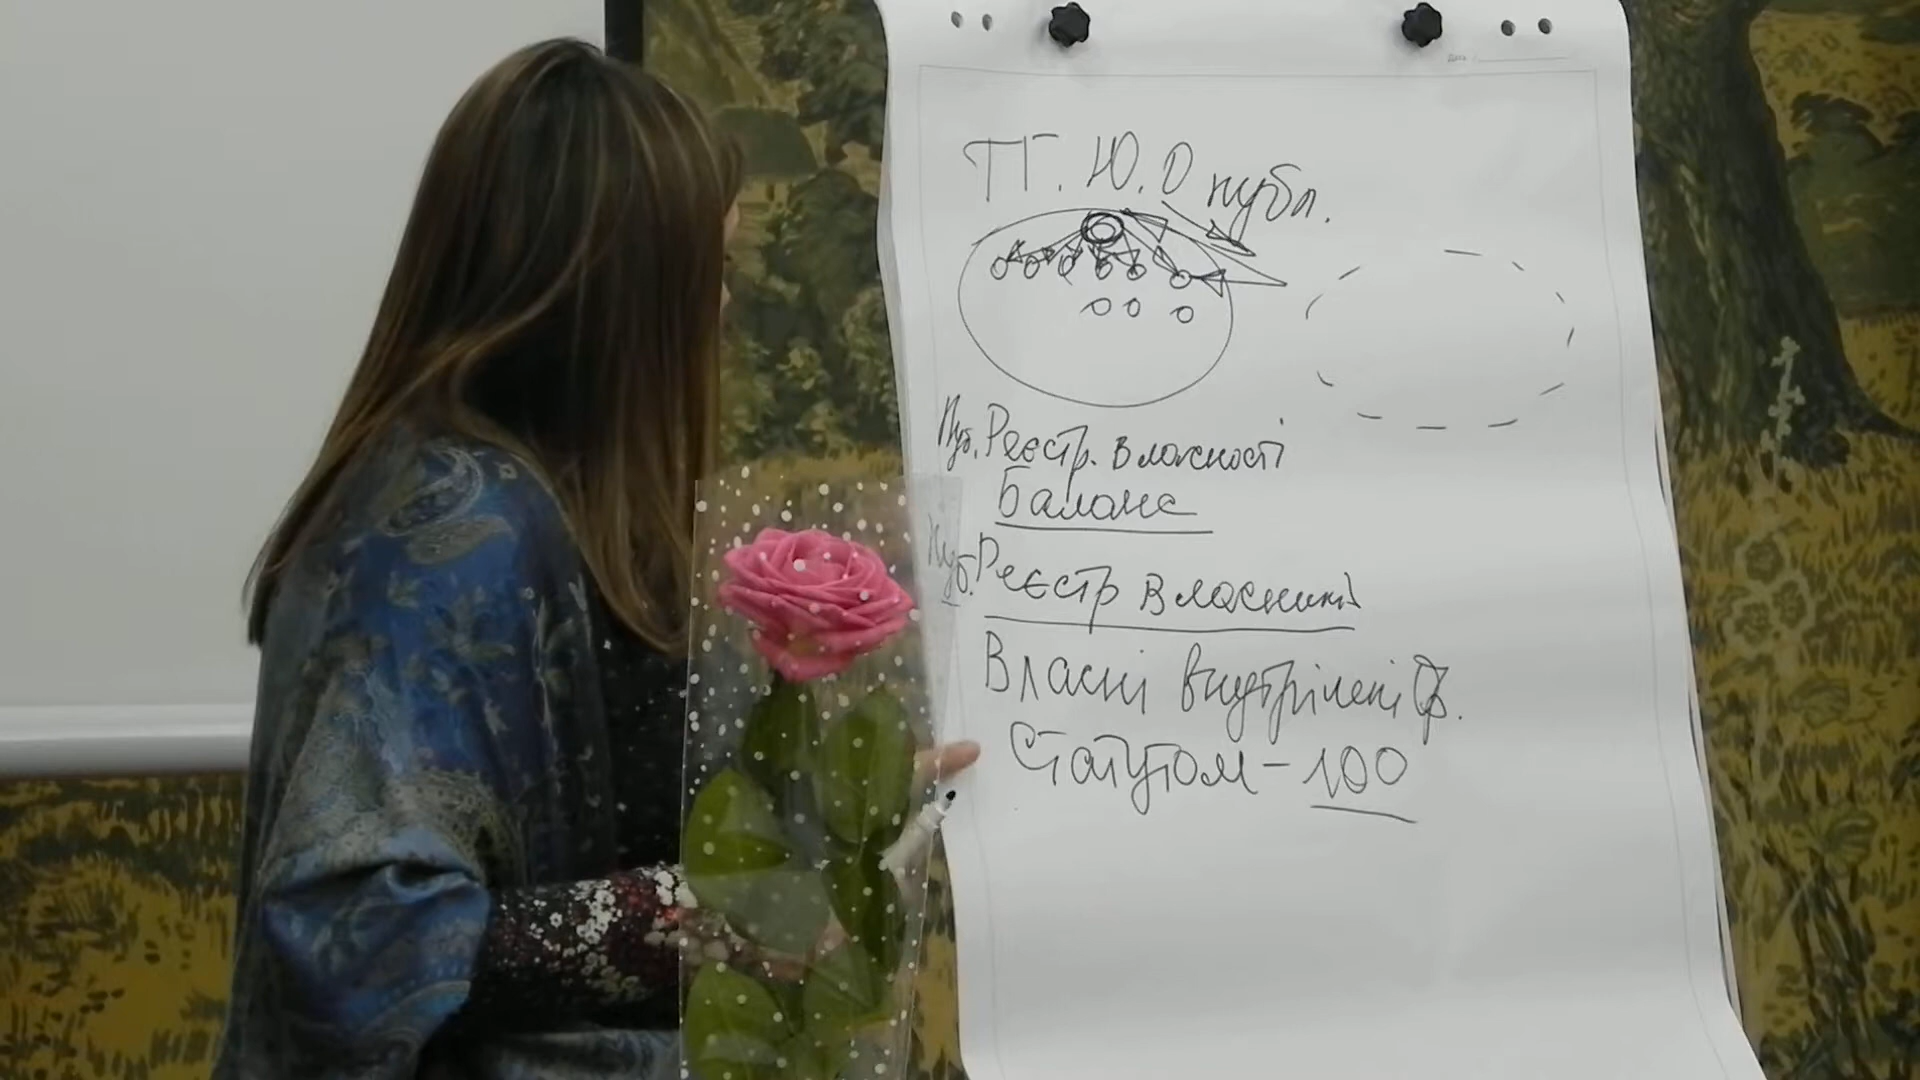 ТГ. Ю.О публ.
Пуб. Реєстр. власності
Баланс
Пуб. Реєстр власників
Власні внутрішні Ф.
Статутом - 100